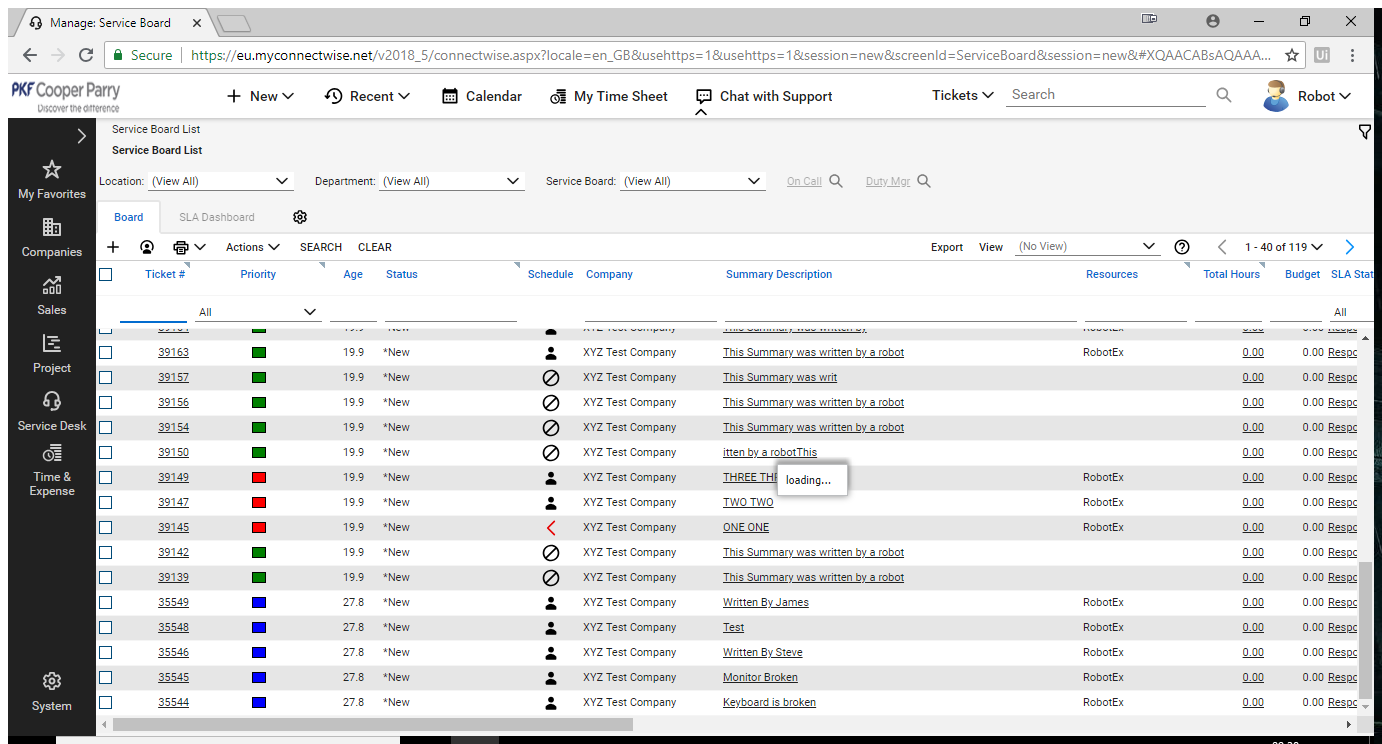 Manage: Service Board
Secure https://eu.myconnectwise.net/v2018_5/connectwise.aspx?locale=en_GB&usehttps=1&usehttps=1&session=new&screenId=ServiceBoard&session=new&#XQAACABsAQAAA... Ui
PKF Cooper Parry
Discover the difference
New Recent Calendar My Time Sheet Chat with Support Tickets Search Robot
Service Board List
Service Board List
Location: (View All) Department: (View All) Service Board: (View All) On Call Duty Mgr
My Favorites
Companies
Sales
Project
Service Desk
Time & Expense
System
Board SLA Dashboard
Actions SEARCH CLEAR Export View (No View) 1 - 40 of 119
Ticket # Priority Age Status Schedule Company Summary Description Resources Total Hours Budget SLA Stat
All All
39163 19.9 *New XYZ Test Company This Summary was written by a robot RobotEx 0.00 0.00 Respo
39157 19.9 *New XYZ Test Company This Summary was writ 0.00 0.00 Respo
39156 19.9 *New XYZ Test Company This Summary was written by a robot 0.00 0.00 Respo
39154 19.9 *New XYZ Test Company This Summary was written by a robot 0.00 0.00 Respo
39150 19.9 *New XYZ Test Company itten by a robotThis 0.00 0.00 Respo
39149 19.9 *New XYZ Test Company THREE THR RobotEx 0.00 0.00 Respo
loading...
39147 19.9 *New XYZ Test Company TWO TWO RobotEx 0.00 0.00 Respo
39145 19.9 *New XYZ Test Company ONE ONE RobotEx 0.00 0.00 Respo
39142 19.9 *New XYZ Test Company This Summary was written by a robot 0.00 0.00 Respo
39139 19.9 *New XYZ Test Company This Summary was written by a robot 0.00 0.00 Respo
35549 27.8 *New XYZ Test Company Written By James RobotEx 0.00 0.00 Respo
35548 27.8 *New XYZ Test Company Test RobotEx 0.00 0.00 Respo
35546 27.8 *New XYZ Test Company Written By Steve RobotEx 0.00 0.00 Respo
35545 27.8 *New XYZ Test Company Monitor Broken RobotEx 0.00 0.00 Respo
35544 27.8 *New XYZ Test Company Keyboard is broken RobotEx 0.00 0.00 Respo